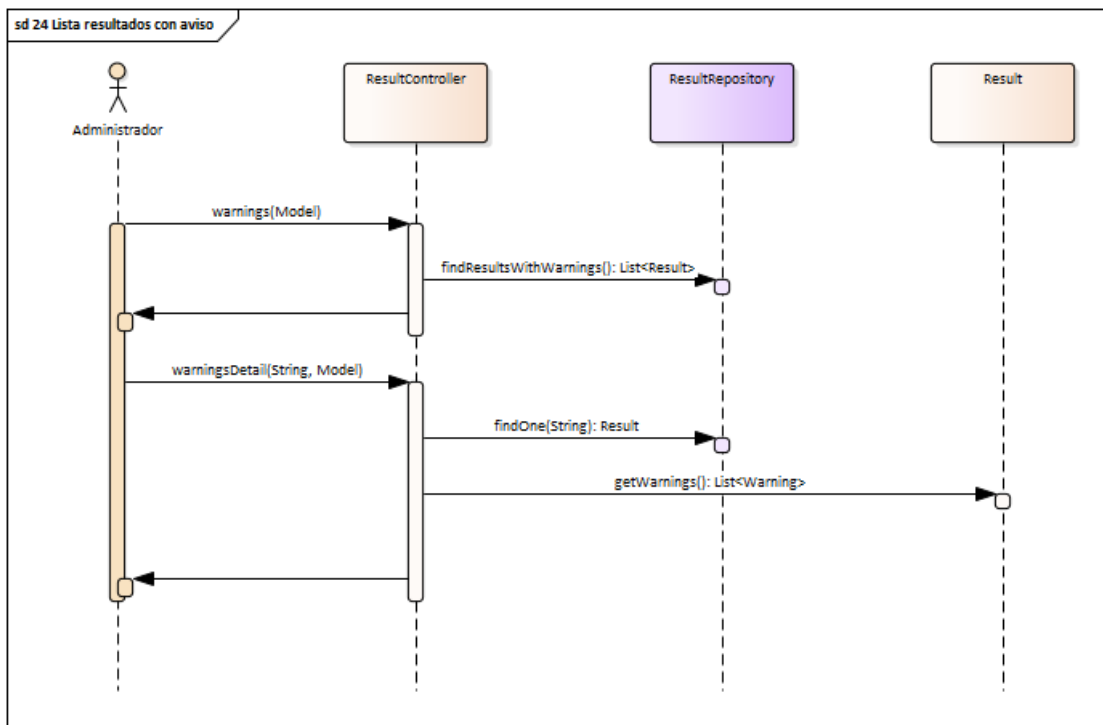 sd 24 Lista resultados con aviso
Administrador
ResultController
ResultRepository
Result
warnings(Model)
findResultsWithWarnings(): List<Result>
warningsDetail(String, Model)
findOne(String): Result
getWarnings(): List<Warning>